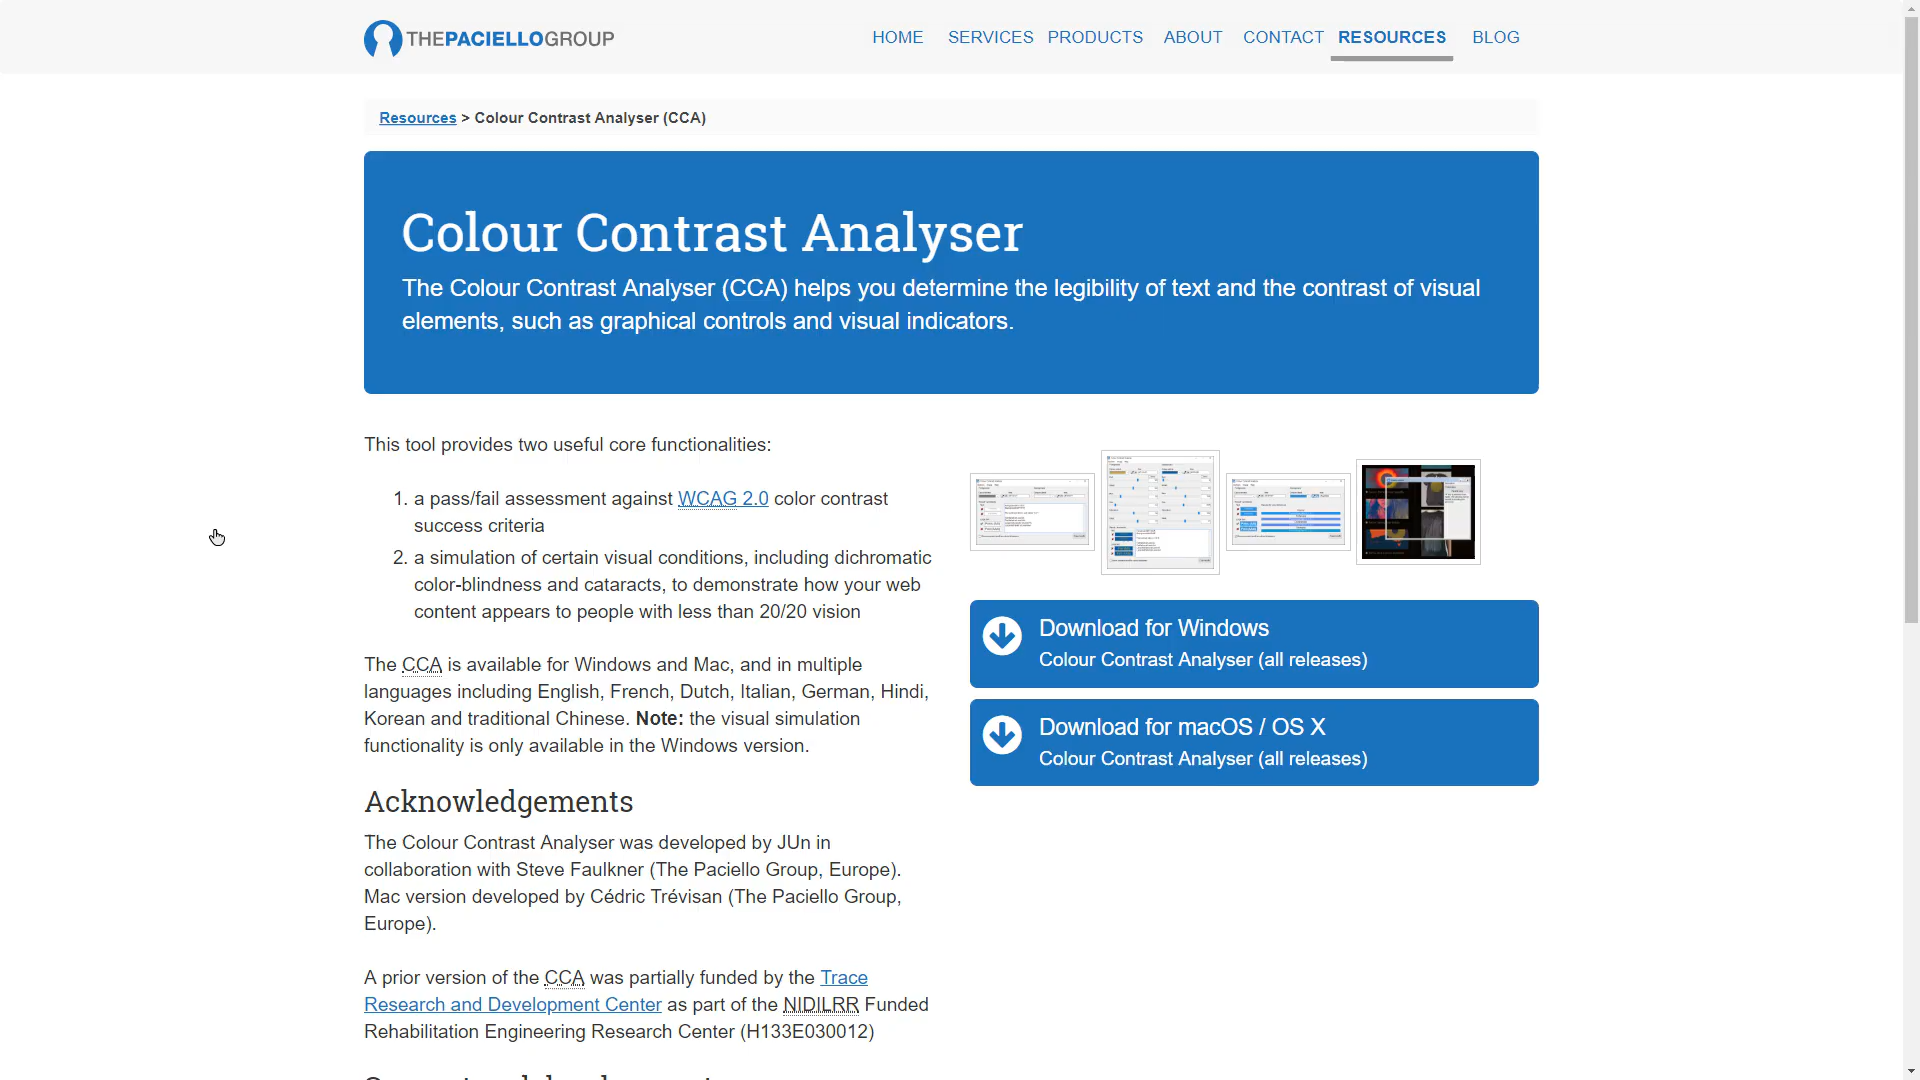 THEPACIELLOGROUP
HOME SERVICES PRODUCTS ABOUT CONTACT RESOURCES BLOG
Resources > Colour Contrast Analyser (CCA)
Colour Contrast Analyser
The Colour Contrast Analyser (CCA) helps you determine the legibility of text and the contrast of visual
elements, such as graphical controls and visual indicators.
This tool provides two useful core functionalities:
1. a pass/fail assessment against WCAG 2.0 color contrast
success criteria
2. a simulation of certain visual conditions, including dichromatic
color-blindness and cataracts, to demonstrate how your web
content appears to people with less than 20/20 vision
The CCA is available for Windows and Mac, and in multiple
languages including English, French, Dutch, Italian, German, Hindi,
Korean and traditional Chinese. Note: the visual simulation
functionality is only available in the Windows version.
Acknowledgements
The Colour Contrast Analyser was developed by JUn in
collaboration with Steve Faulkner (The Paciello Group, Europe).
Mac version developed by Cédric Trévisan (The Paciello Group,
Europe).
A prior version of the CCA was partially funded by the Trace
Research and Development Center as part of the NIDILRR Funded
Rehabilitation Engineering Research Center (H133E030012)
Download for Windows
Colour Contrast Analyser (all releases)
Download for macOS / OS X
Colour Contrast Analyser (all releases)